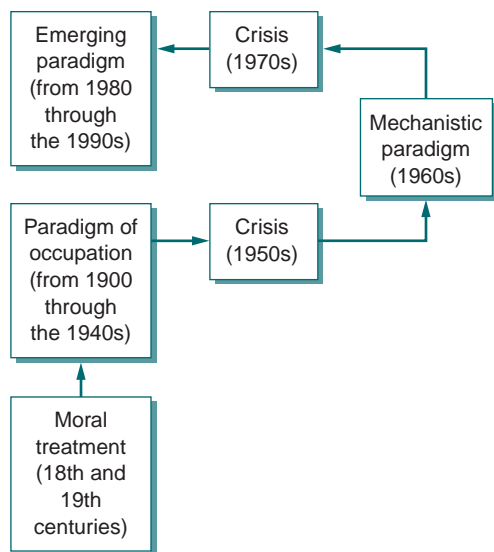 Emerging
paradigm
(from 1980
through
the 1990s)
Crisis
(1970s)
Mechanistic
paradigm
(1960s)
Paradigm of
occupation
(from 1900
through
the 1940s)
Crisis
(1950s)
Moral
treatment
(18th and
19th
centuries)